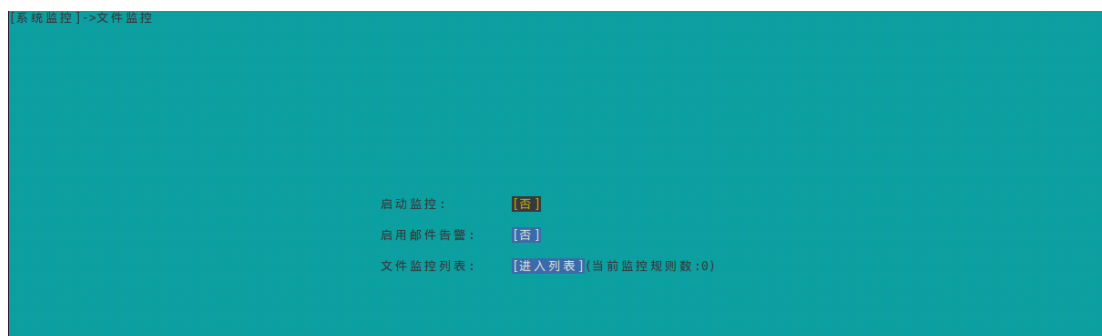 [系统监控]->文件监控
启动监控: [否]
启用邮件告警: [否]
文件监控列表: [进入列表](当前监控规则数:0)